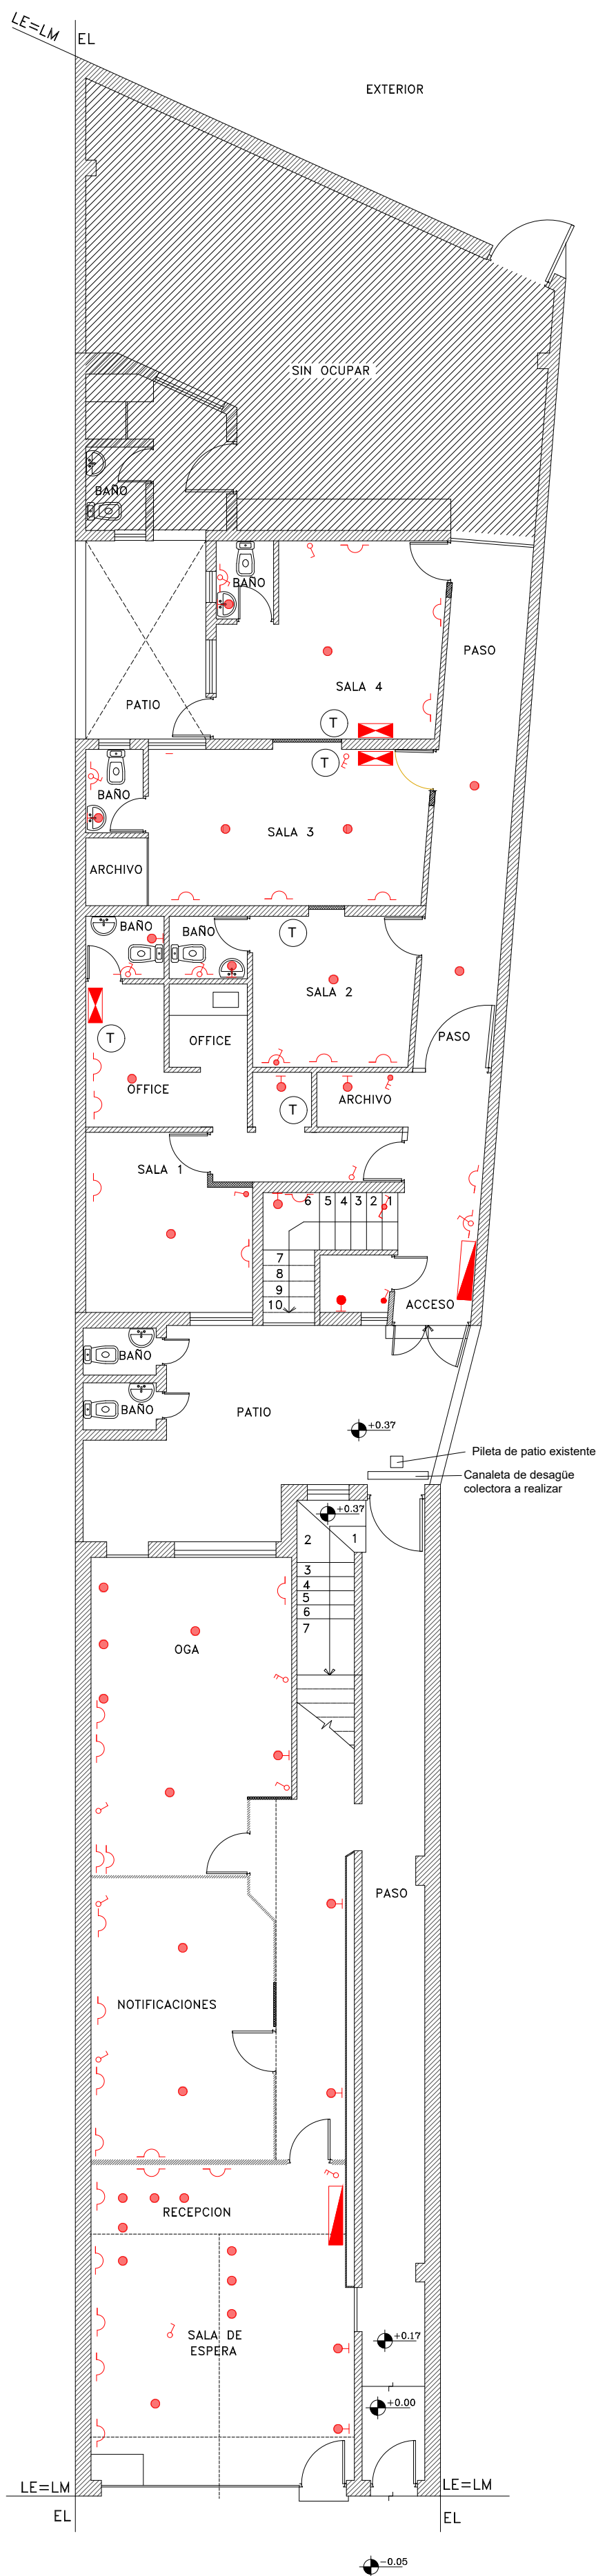 LE=LM
EL
EXTERIOR
SIN OCUPAR
BAÑO
BAÑO
PASO
SALA 4
PATIO
T
T
BAÑO
SALA 3
ARCHIVO
BAÑO
BAÑO
T
SALA 2
T
OFFICE
PASO
OFFICE
T
ARCHIVO
SALA 1
6 5 4 3 2 1
7
8
9
10
ACCESO
BAÑO
BAÑO
PATIO
+0.37
Pileta de patio existente
Canaleta de desagüe
colectora a realizar
+0.37
2 1
3
4
5
6
7
OGA
PASO
NOTIFICACIONES
RECEPCION
SALA DE
ESPERA
+0.17
+0.00
LE=LM
LE=LM
EL
EL
-0.05